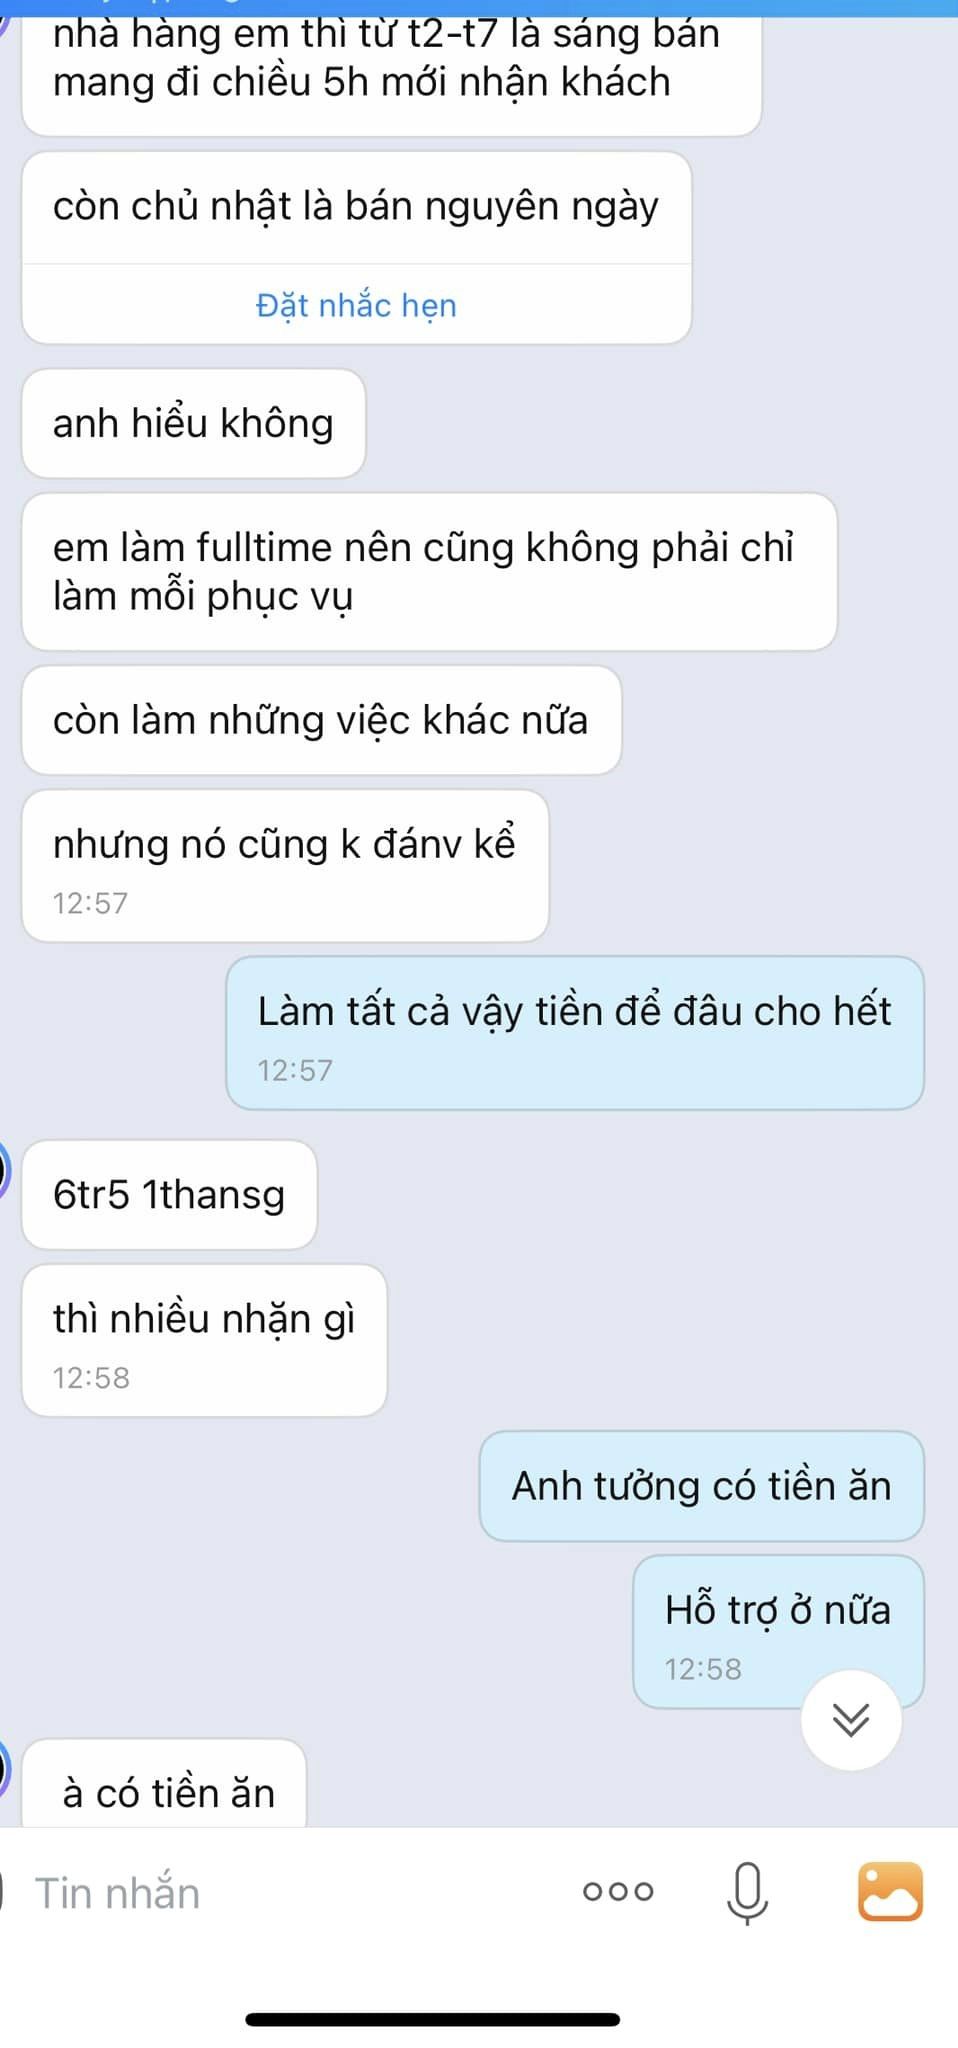 nhà hàng em thì từ t2-t7 là sáng bán
mang đi chiều 5h mới nhận khách
còn chủ nhật là bán nguyên ngày
Đặt nhắc hẹn
anh hiểu không
em làm fulltime nên cũng không phải chỉ
làm mỗi phục vụ
còn làm những việc khác nữa
nhưng nó cũng k đánv kể
12:57
Làm tất cả vậy tiền để đâu cho hết
12:57
6tr5 1thansg
thì nhiều nhặn gì
12:58
Anh tưởng có tiền ăn
Hỗ trợ ở nữa
12:58
à có tiền ăn
Tin nhắn